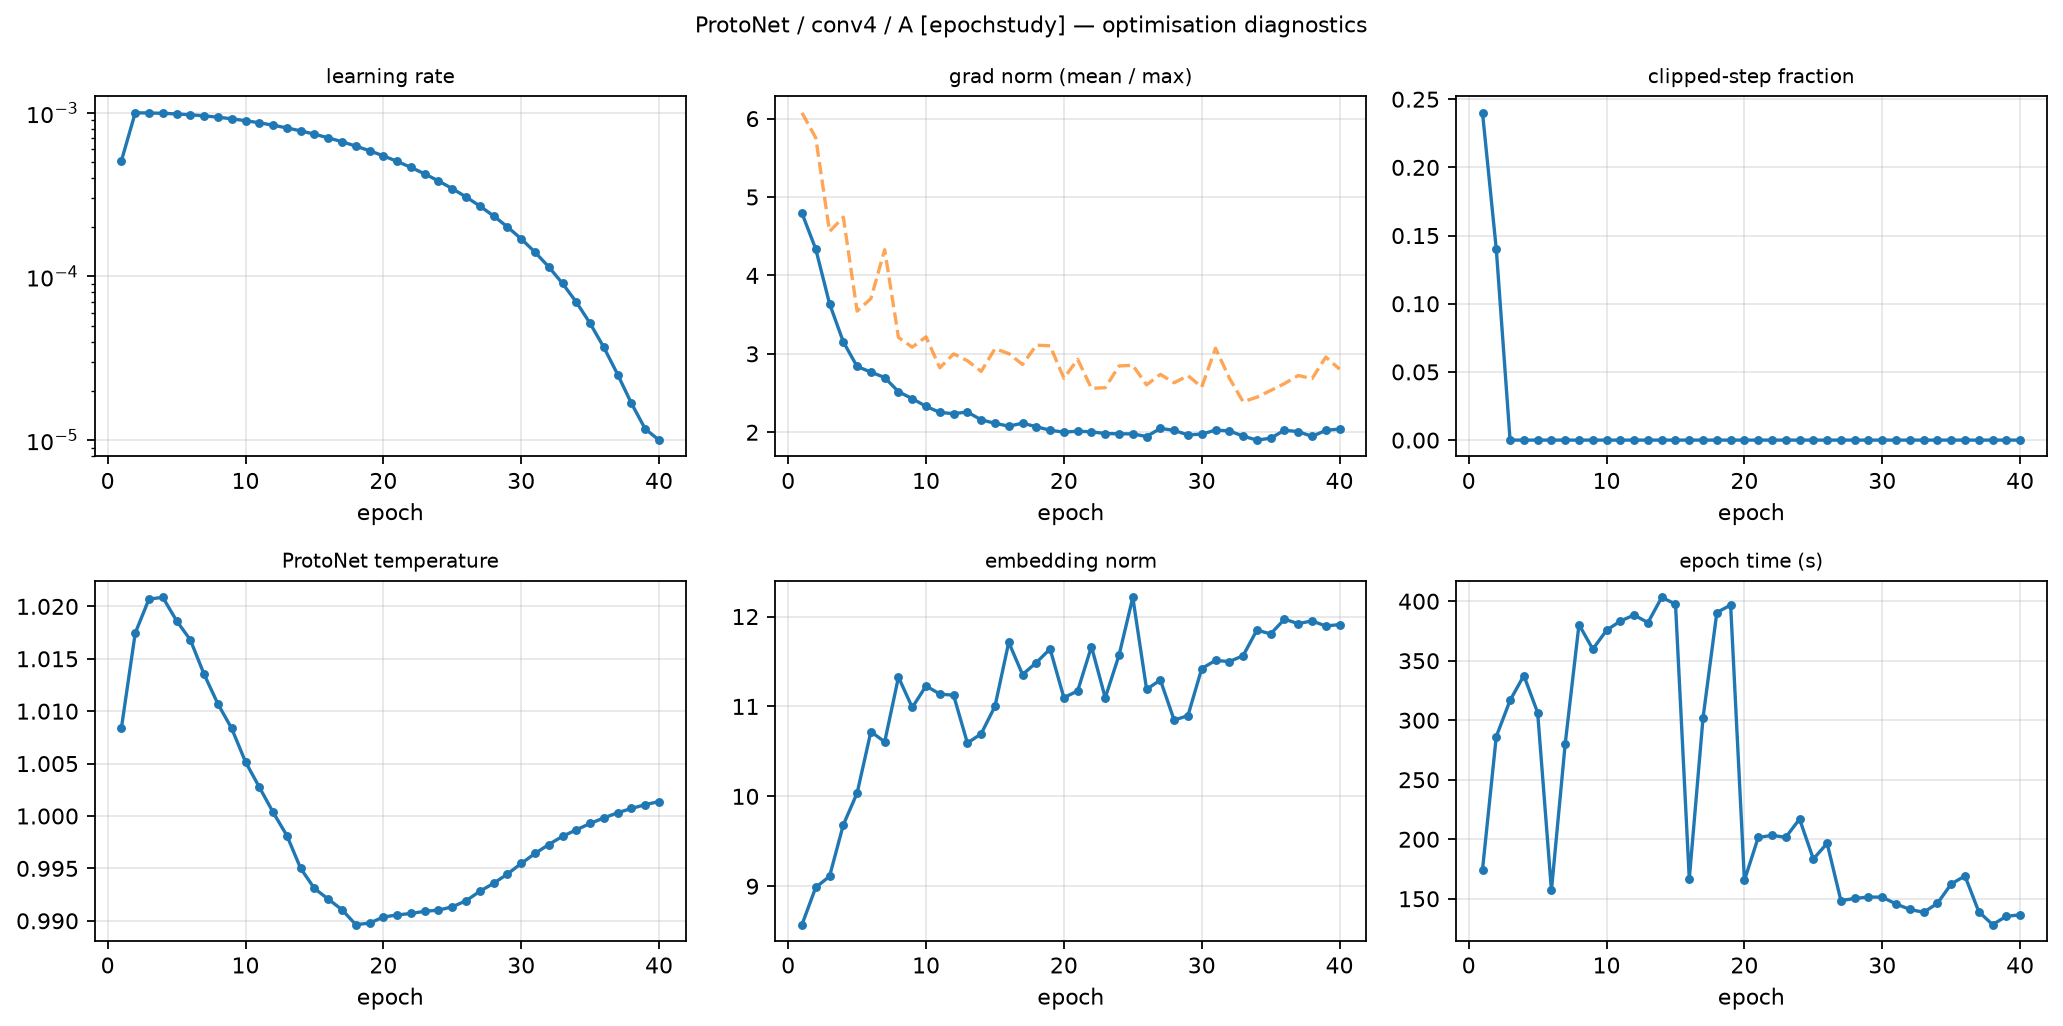 ProtoNet / conv4 / A [epochstudy] — optimisation diagnostics
learning rate
10⁻³
10⁻⁴
10⁻⁵
0 10 20 30 40
epoch
grad norm (mean / max)
6
5
4
3
2
0 10 20 30 40
epoch
clipped-step fraction
0.25
0.20
0.15
0.10
0.05
0.00
0 10 20 30 40
epoch
ProtoNet temperature
1.020
1.015
1.010
1.005
1.000
0.995
0.990
0 10 20 30 40
epoch
embedding norm
12
11
10
9
0 10 20 30 40
epoch
epoch time (s)
400
350
300
250
200
150
0 10 20 30 40
epoch